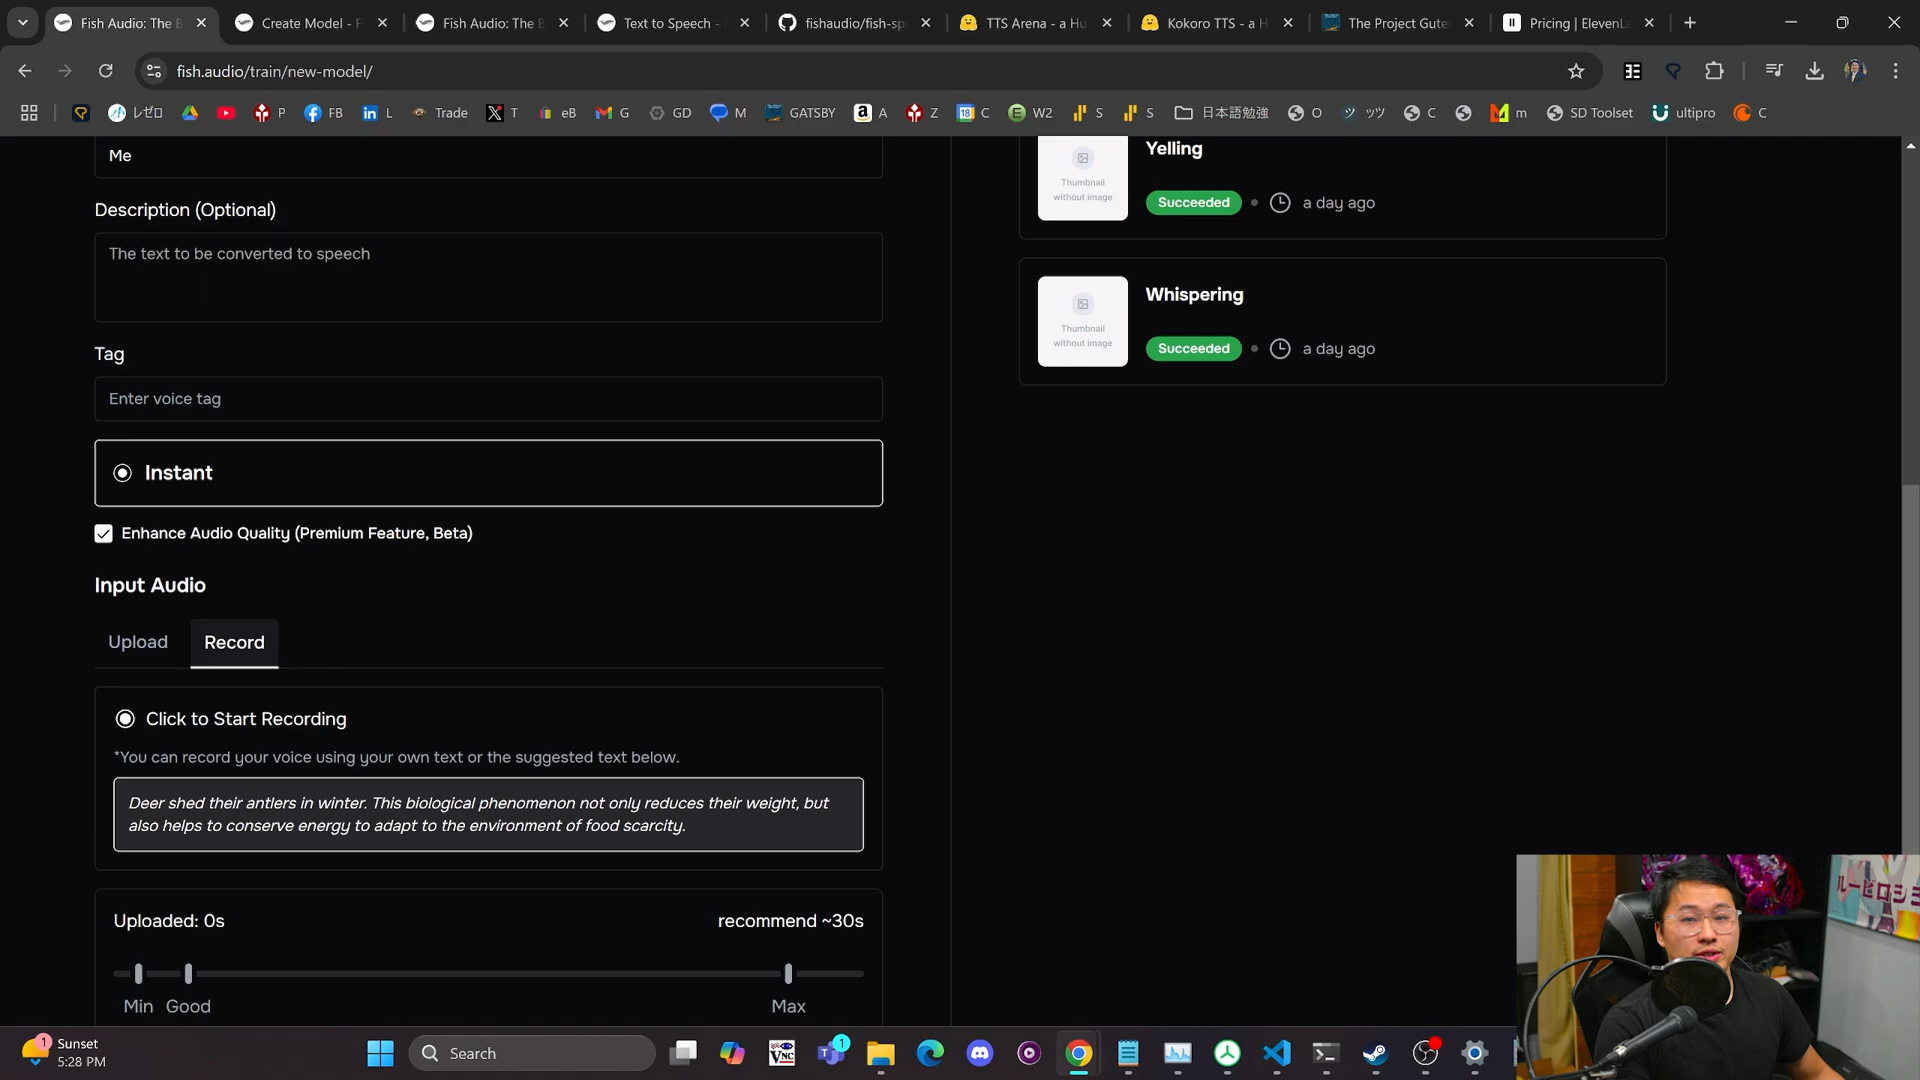 Fish Audio: The B
Create Model - F
Fish Audio: The B
Text to Speech -
fishaudio/fish-sp
TTS Arena - a Hu
Kokoro TTS - a H
The Project Gute
Pricing | ElevenLa
fish.audio/train/new-model/
レゼロ
P
FB
L
Trade
T
eB
G
GD
M
GATSBY
A
Z
18
C
W2
S
S
日本語勉強
O
ッツ
C
m
SD Toolset
ultipro
C
Me
Description (Optional)
The text to be converted to speech
Tag
Enter voice tag
Instant
Enhance Audio Quality (Premium Feature, Beta)
Input Audio
Upload
Record
Click to Start Recording
*You can record your voice using your own text or the suggested text below.
Deer shed their antlers in winter. This biological phenomenon not only reduces their weight, but
also helps to conserve energy to adapt to the environment of food scarcity.
Uploaded: 0s
recommend ~30s
Min
Good
Max
Thumbnail
without image
Yelling
Succeeded
a day ago
Thumbnail
without image
Whispering
Succeeded
a day ago
1
Sunset
5:28 PM
Search
VNC
1